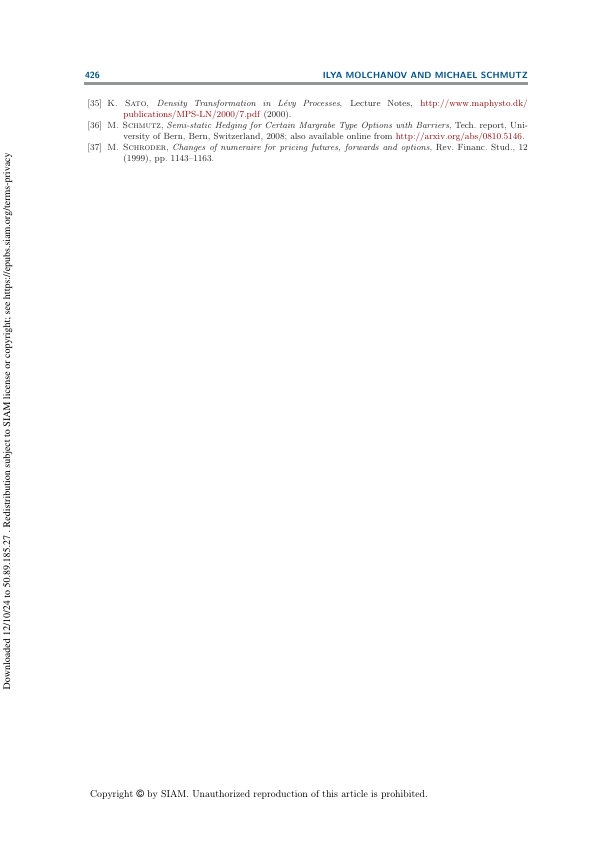 426 ILYA MOLCHANOV AND MICHAEL SCHMUTZ
[35] K. SATO, Density Transformation in Lévy Processes, Lecture Notes, http://www.maphysto.dk/
publications/MPS-LN/2000/7.pdf (2000).
[36] M. SCHMUTZ, Semi-static Hedging for Certain Margrabe Type Options with Barriers, Tech. report, Uni-
versity of Bern, Bern, Switzerland, 2008; also available online from http://arxiv.org/abs/0810.5146.
[37] M. SCHRODER, Changes of numeraire for pricing futures, forwards and options, Rev. Financ. Stud., 12
(1999), pp. 1143–1163.
Downloaded 12/10/24 to 50.89.185.27 . Redistribution subject to SIAM license or copyright; see https://epubs.siam.org/terms-privacy
Copyright © by SIAM. Unauthorized reproduction of this article is prohibited.